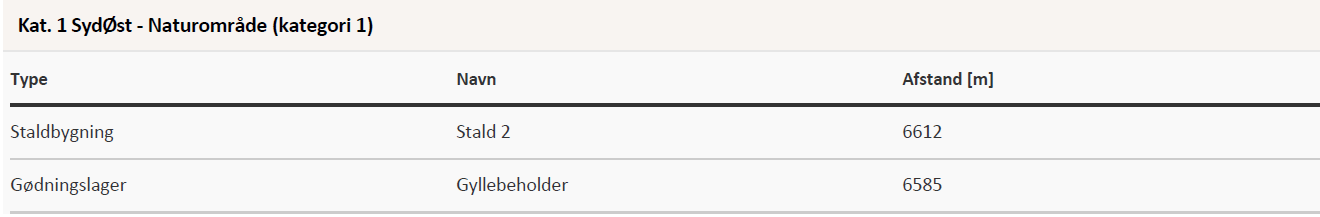 Kat. 1 SydØst - Naturområde (kategori 1)
Type Navn Afstand [m]
Staldbygning Stald 2 6612
Gødningslager Gyllebeholder 6585